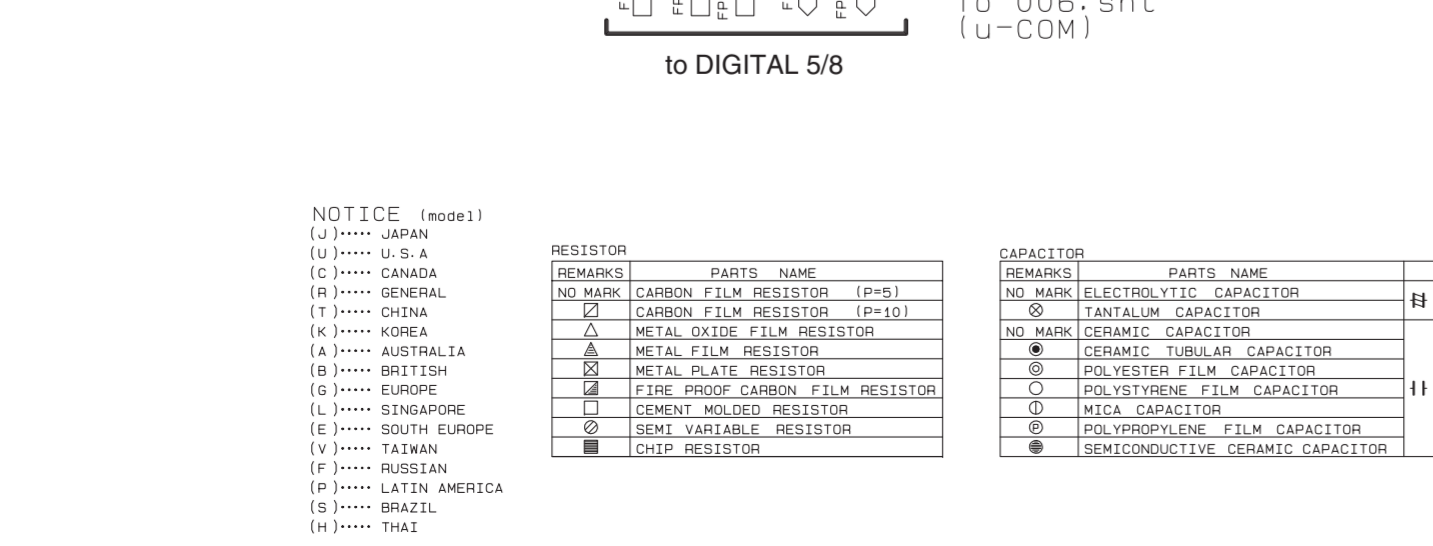 to 006.sht
(u-COM)
to DIGITAL 5/8
NOTICE (model)
(J)····· JAPAN
(U)····· U.S.A
(C)····· CANADA
(R)····· GENERAL
(T)····· CHINA
(K)····· KOREA
(A)····· AUSTRALIA
(B)····· BRITISH
(G)····· EUROPE
(L)····· SINGAPORE
(E)····· SOUTH EUROPE
(V)····· TAIWAN
(F)····· RUSSIAN
(P)····· LATIN AMERICA
(S)····· BRAZIL
(H)····· THAI
RESISTOR
REMARKS PARTS NAME
NO MARK CARBON FILM RESISTOR (P=5)
CARBON FILM RESISTOR (P=10)
METAL OXIDE FILM RESISTOR
METAL FILM RESISTOR
METAL PLATE RESISTOR
FIRE PROOF CARBON FILM RESISTOR
CEMENT MOLDED RESISTOR
SEMI VARIABLE RESISTOR
CHIP RESISTOR
CAPACITOR
REMARKS PARTS NAME
NO MARK ELECTROLYTIC CAPACITOR
TANTALUM CAPACITOR
NO MARK CERAMIC CAPACITOR
CERAMIC TUBULAR CAPACITOR
POLYESTER FILM CAPACITOR
POLYSTYRENE FILM CAPACITOR
MICA CAPACITOR
Ⓟ POLYPROPYLENE FILM CAPACITOR
SEMICONDUCTIVE CERAMIC CAPACITOR